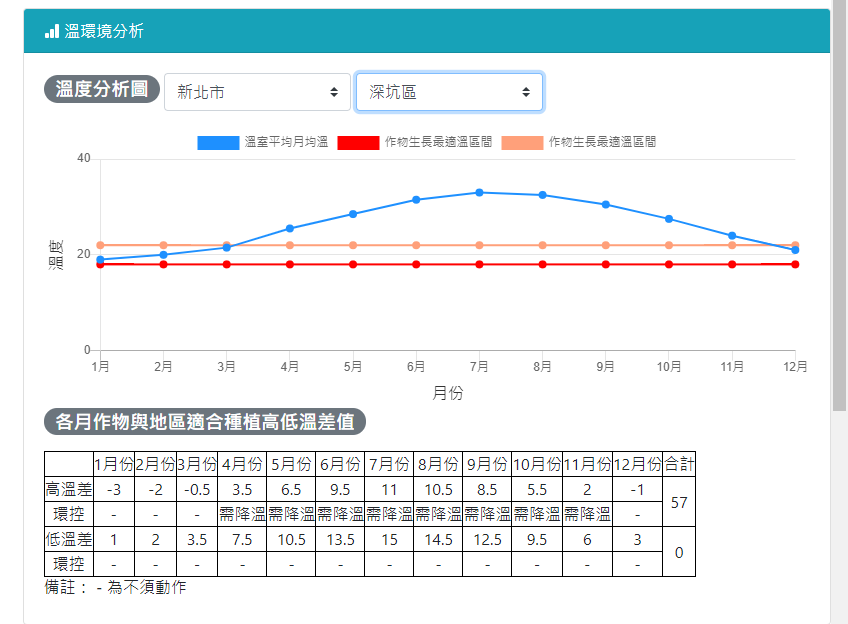 溫環境分析
溫度分析圖 新北市 深坑區
溫室平均月均溫 作物生長最適溫區間 作物生長最適溫區間
40
20
0
溫度
1月 2月 3月 4月 5月 6月 7月 8月 9月 10月 11月 12月
月份
各月作物與地區適合種植高低溫差值
1月份 2月份 3月份 4月份 5月份 6月份 7月份 8月份 9月份 10月份 11月份 12月份 合計
高溫差 -3 -2 -0.5 3.5 6.5 9.5 11 10.5 8.5 5.5 2 -1 57
環控 - - - 需降溫 需降溫 需降溫 需降溫 需降溫 需降溫 需降溫 需降溫 -
低溫差 1 2 3.5 7.5 10.5 13.5 15 14.5 12.5 9.5 6 3 0
環控 - - - - - - - - - - - -
備註： - 為不須動作